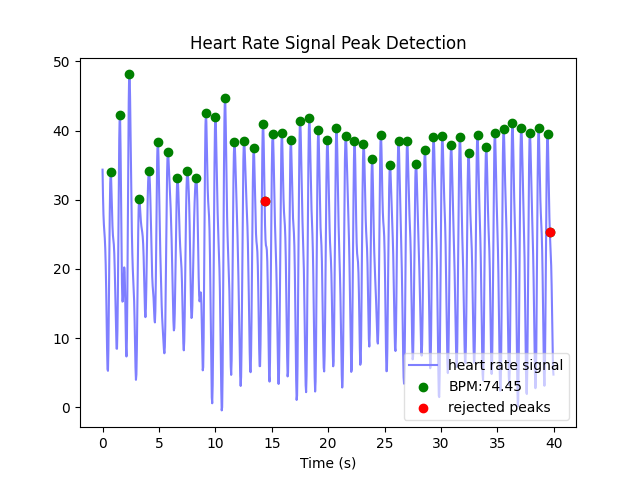 Heart Rate Signal Peak Detection
50
40
30
20
10
0
0 5 10 15 20 25 30 35 40
Time (s)
heart rate signal
BPM:74.45
rejected peaks